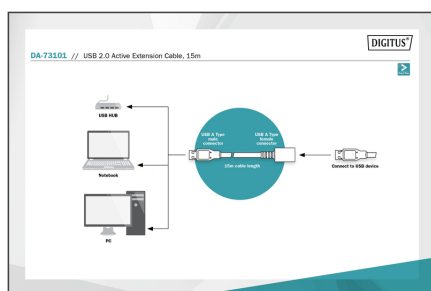 DIGITUS®
DA-73101 // USB 2.0 Active Extension Cable, 15m
USB HUB
USB A Type
male
connector
USB A Type
female
connector
15m cable length
Notebook
Connect to USB device
PC